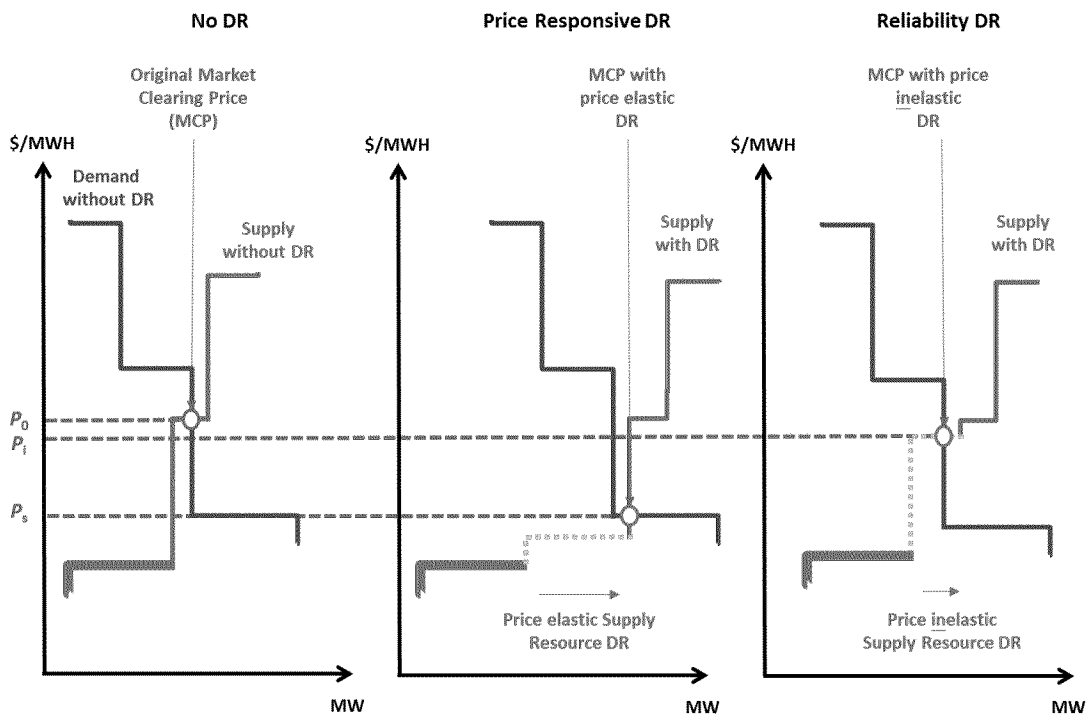 No DR
Price Responsive DR
Reliability DR
Original Market
Clearing Price
(MCP)
MCP with
price elastic
DR
MCP with price
inelastic
DR
$/MWH
$/MWH
$/MWH
Demand
without DR
Supply
without DR
Supply
with DR
Supply
with DR
P0
Pi
Ps
Price elastic Supply
Resource DR
Price inelastic
Supply Resource DR
MW
MW
MW